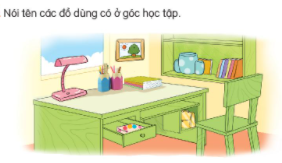 Nói tên các đồ dùng có ở góc học tập.